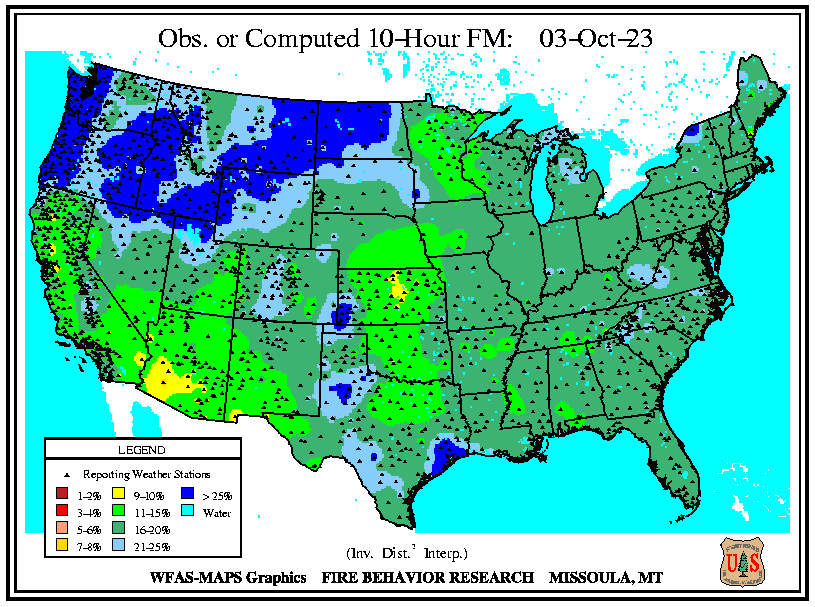 Obs. or Computed 10-Hour FM: 03-Oct-23
LEGEND
Reporting Weather Stations
1-2% 9-10% > 25%
3-4% 11-15% Water
5-6% 16-20%
7-8% 21-25%
(Inv. Dist.² Interp.)
WFAS-MAPS Graphics FIRE BEHAVIOR RESEARCH MISSOULA, MT
U S